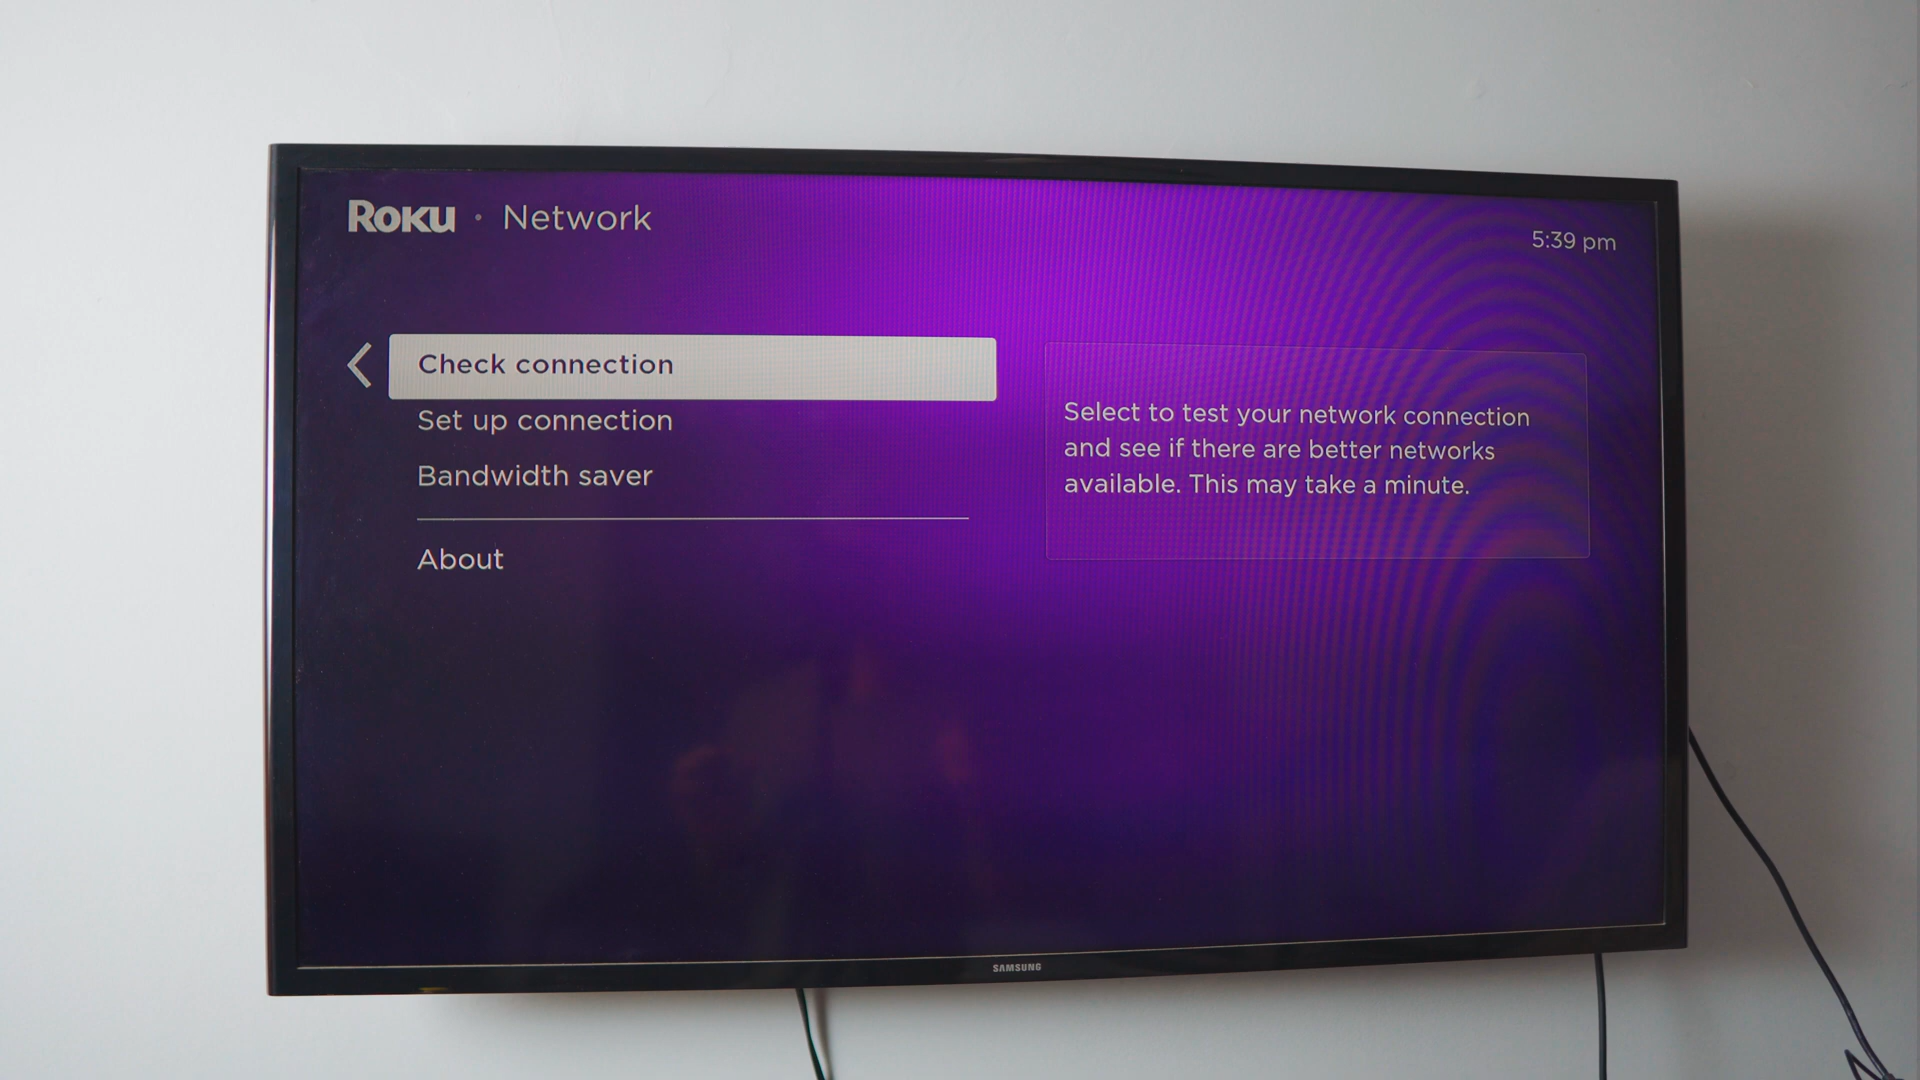 Roku · Network
5:39 pm
Check connection
Set up connection
Bandwidth saver
About
Select to test your network connection
and see if there are better networks
available. This may take a minute.
SAMSUNG